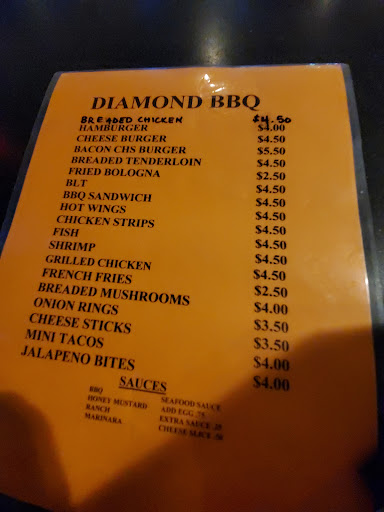 DIAMOND BBQ
BREADED CHICKEN $4.50
HAMBURGER $4.00
CHEESE BURGER $4.50
BACON CHS BURGER $5.50
BREADED TENDERLOIN $4.50
FRIED BOLOGNA $2.50
BLT $4.50
BBQ SANDWICH $4.50
HOT WINGS $4.50
CHICKEN STRIPS $4.50
FISH $4.50
SHRIMP $4.50
GRILLED CHICKEN $4.50
FRENCH FRIES $2.50
BREADED MUSHROOMS $4.00
ONION RINGS $3.50
CHEESE STICKS $3.50
MINI TACOS $4.00
JALAPENO BITES $4.00
SAUCES
BBQ SEAFOOD SAUCE
HONEY MUSTARD ADD EGG .75
RANCH EXTRA SAUCE .25
MARINARA CHEESE SLICE .50